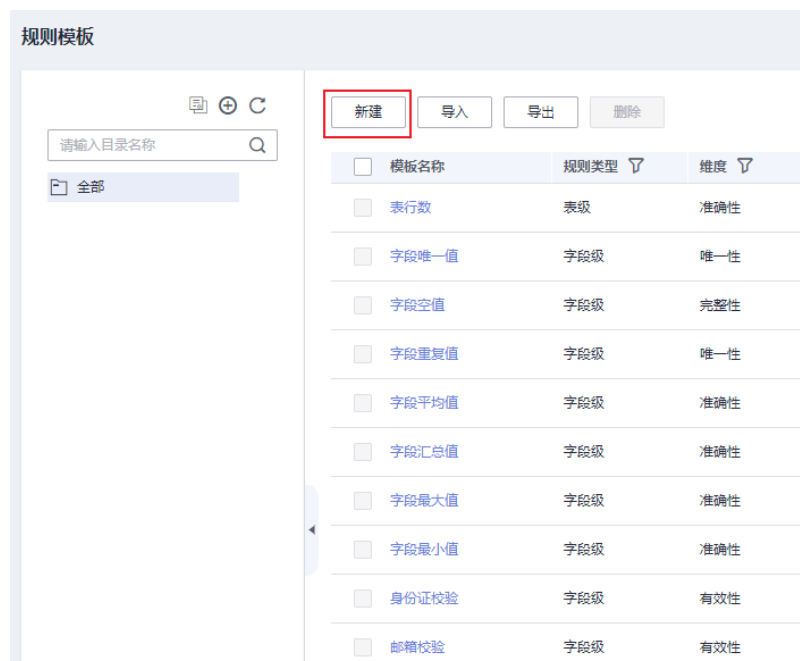 规则模板
请输入目录名称
全部
新建 导入 导出 删除
模板名称 规则类型 维度
表行数 表级 准确性
字段唯一值 字段级 唯一性
字段空值 字段级 完整性
字段重复值 字段级 唯一性
字段平均值 字段级 准确性
字段汇总值 字段级 准确性
字段最大值 字段级 准确性
字段最小值 字段级 准确性
身份证校验 字段级 有效性
邮箱校验 字段级 有效性